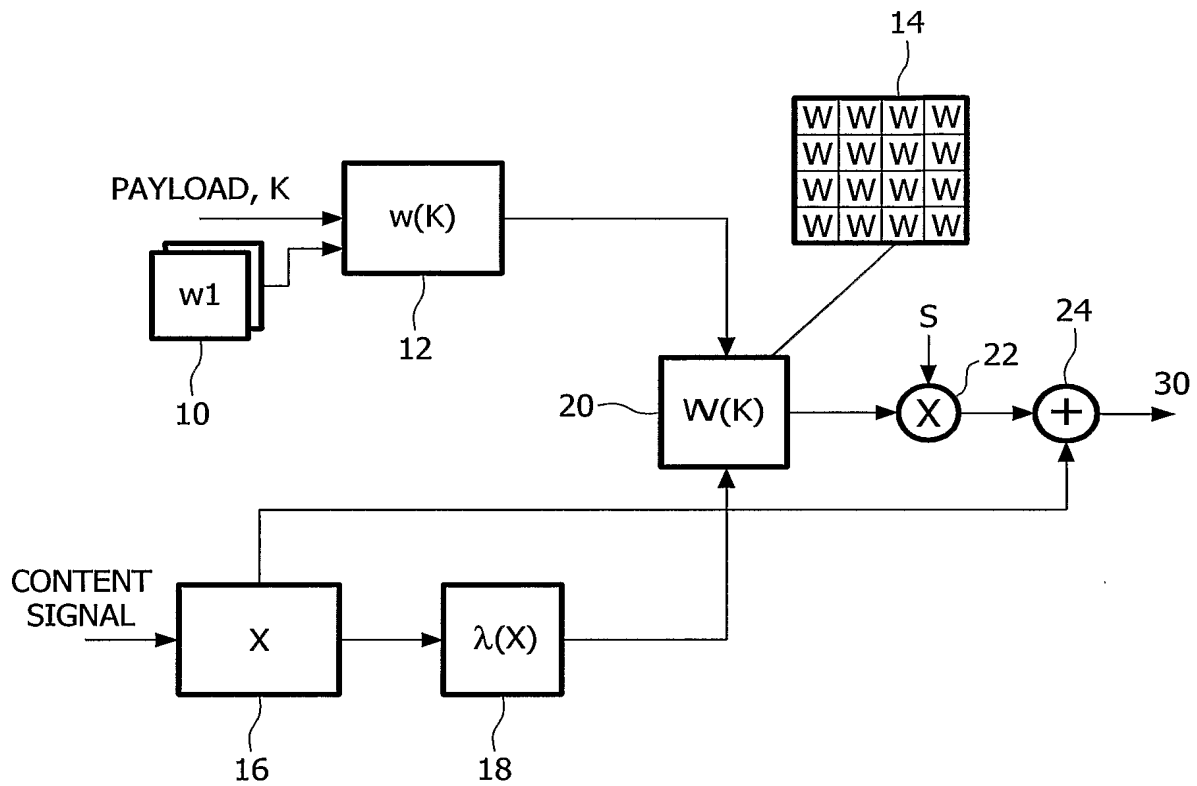 14
W W W W
W W W W
W W W W
W W W W
PAYLOAD, K
w(K)
w1
12
10
S
22
24
30
20
W(K)
X
+
CONTENT
SIGNAL
X
λ(X)
16
18